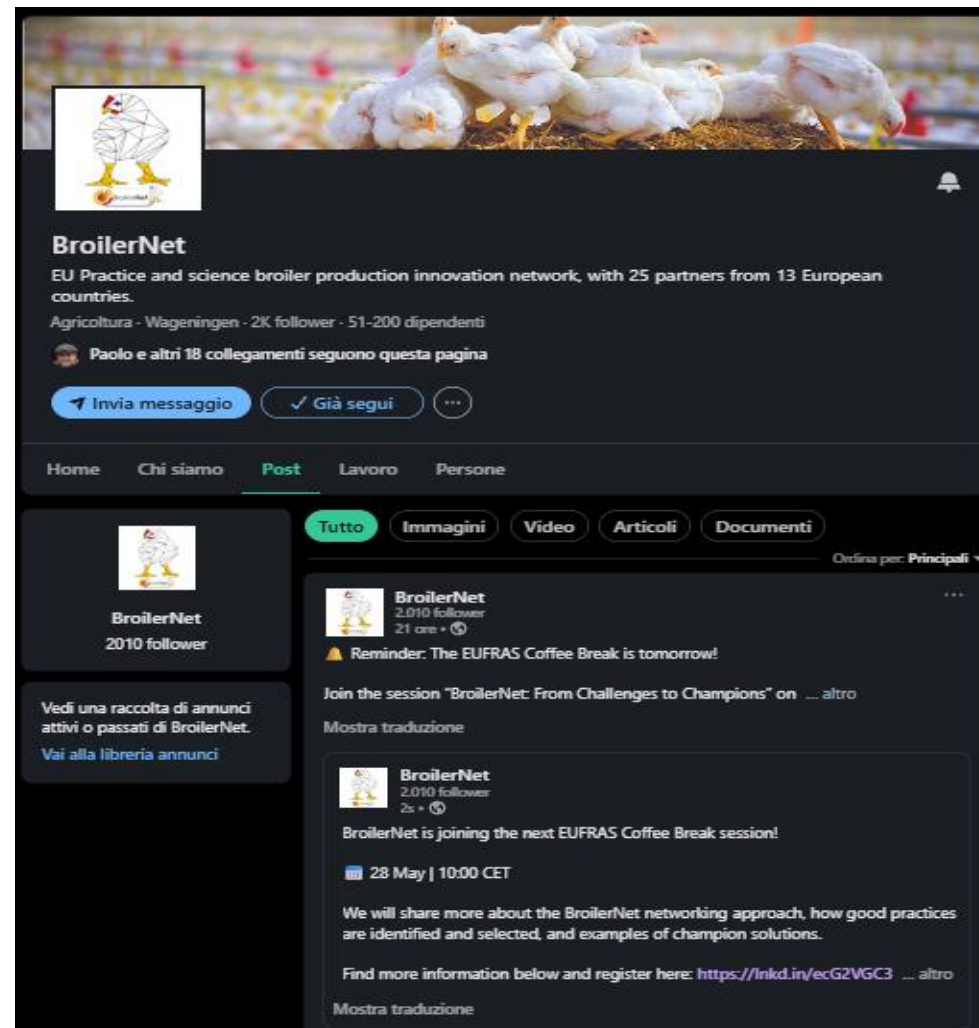 BroilerNet
BroilerNet
EU Practice and science broiler production innovation network, with 25 partners from 13 European
countries.
Agricoltura - Wageningen - 2K follower - 51-200 dipendenti
Paolo e altri 18 collegamenti seguono questa pagina
Invia messaggio
Già segui
Home Chi siamo Post Lavoro Persone
BroilerNet
2010 follower
Vedi una raccolta di annunci
attivi o passati di BroilerNet.
Vai alla libreria annunci
Tutto Immagini Video Articoli Documenti
Ordina per: Principali
BroilerNet
2.010 follower
21 ore •
Reminder: The EUFRAS Coffee Break is tomorrow!
Join the session "BroilerNet: From Challenges to Champions" on ... altro
Mostra traduzione
BroilerNet
2.010 follower
2s •
BroilerNet is joining the next EUFRAS Coffee Break session!
28 May | 10:00 CET
We will share more about the BroilerNet networking approach, how good practices
are identified and selected, and examples of champion solutions.
Find more information below and register here: https://lnkd.in/ecG2VGC3 ... altro
Mostra traduzione